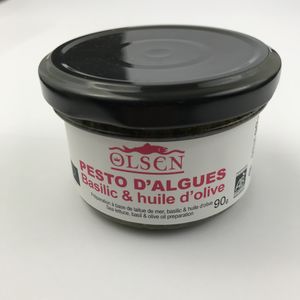 OLSEN
PESTO D'ALGUES
Basilic & huile d'olive
Préparation à base de laitue de mer, basilic & huile d'olive
Sea lettuce, basil & olive oil preparation
90g